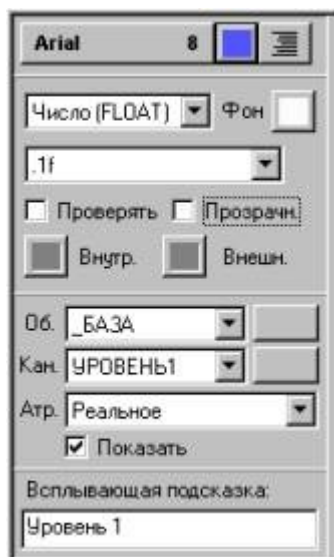 Arial 8
Число (FLOAT) Фон
.1f
Проверять Прозрачн.
Внутр. Внешн.
Об. _БАЗА
Кан. УРОВЕНЬ1
Атр. Реальное
Показать
Всплывающая подсказка:
Уровень 1